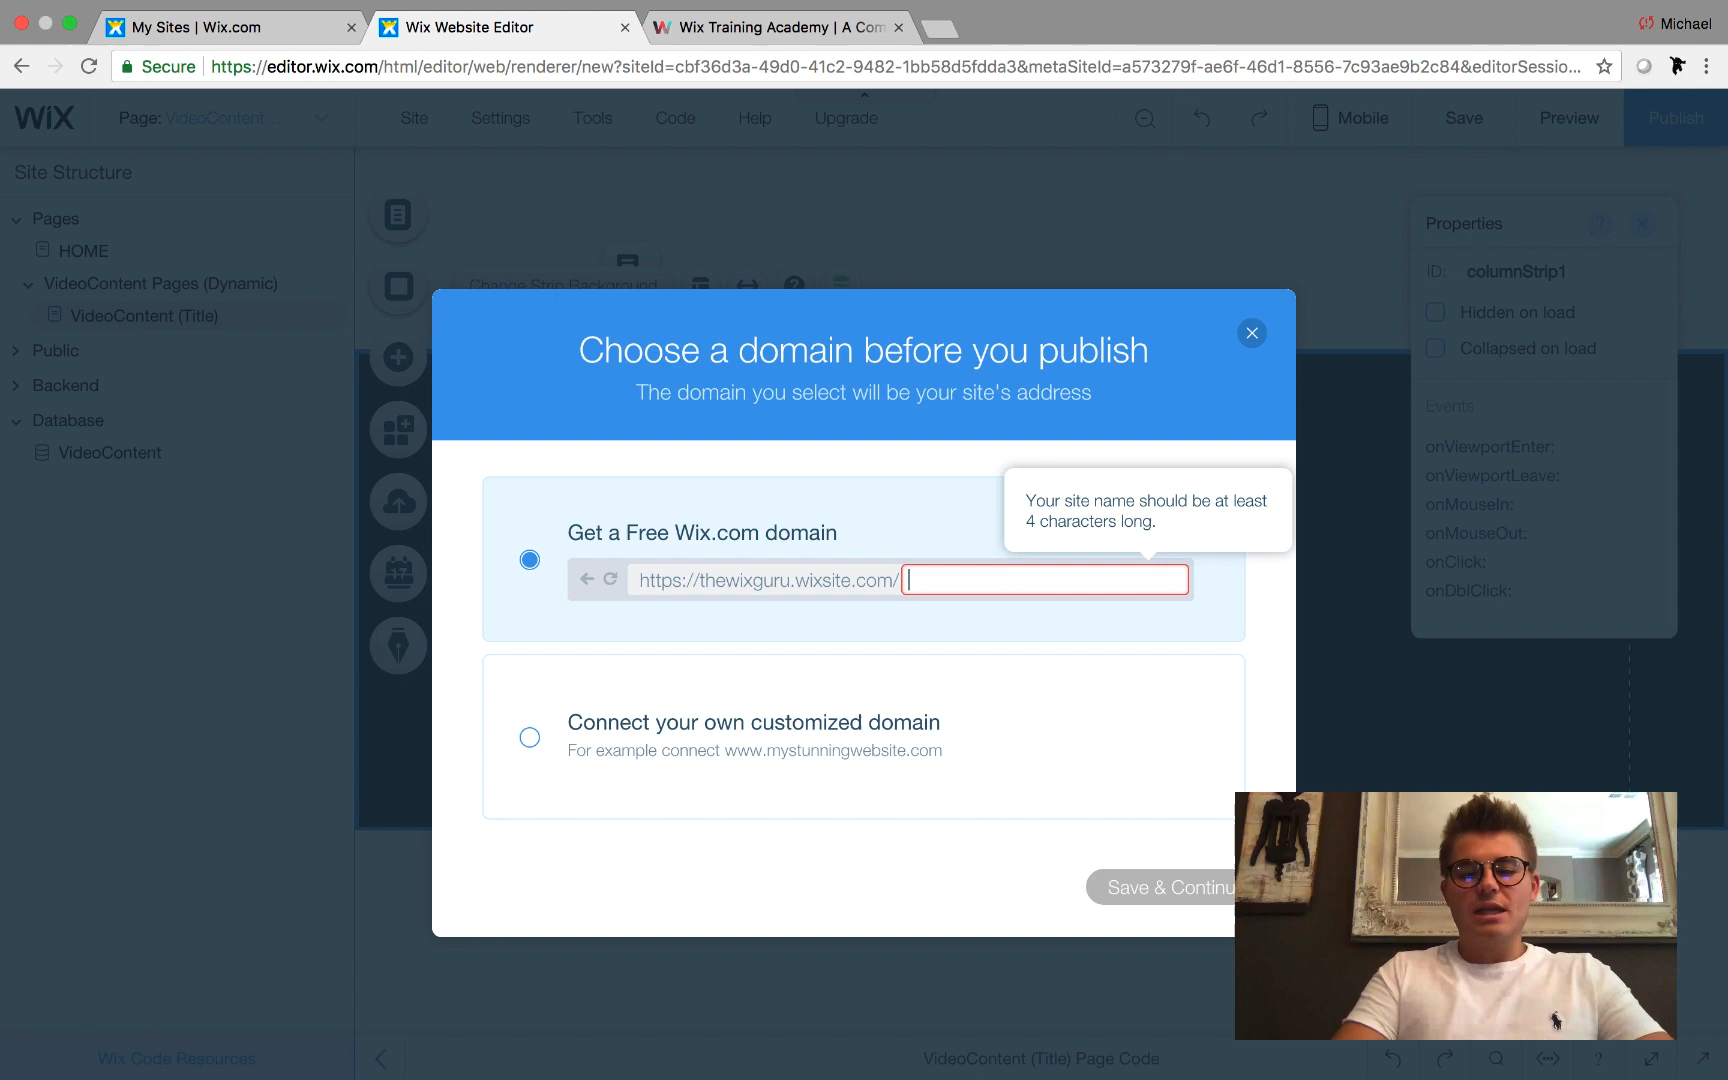 My Sites | Wix.com
Wix Website Editor
Wix Training Academy | A Com
Michael
Secure
https://editor.wix.com/html/editor/web/renderer/new?siteId=cbf36d3a-49d0-41c2-9482-1bb58d5fdda3&metaSiteId=a573279f-ae6f-46d1-8556-7c93ae9b2c84&editorSessio...
WiX
Page: VideoContent...
Site
Settings
Tools
Code
Help
Upgrade
Mobile
Save
Preview
Publish
Site Structure
Pages
HOME
VideoContent Pages (Dynamic)
VideoContent (Title)
Public
Backend
Database
VideoContent
Change Strip Background
17
Properties
?
ID: columnStrip1
Hidden on load
Collapsed on load
Events
onViewportEnter:
onViewportLeave:
onMouseIn:
onMouseOut:
onClick:
onDblClick:
Choose a domain before you publish
The domain you select will be your site's address
Your site name should be at least
4 characters long.
Get a Free Wix.com domain
https://thewixguru.wixsite.com/
Connect your own customized domain
For example connect www.mystunningwebsite.com
Save & Continu
Wix Code Resources
VideoContent (Title) Page Code
?